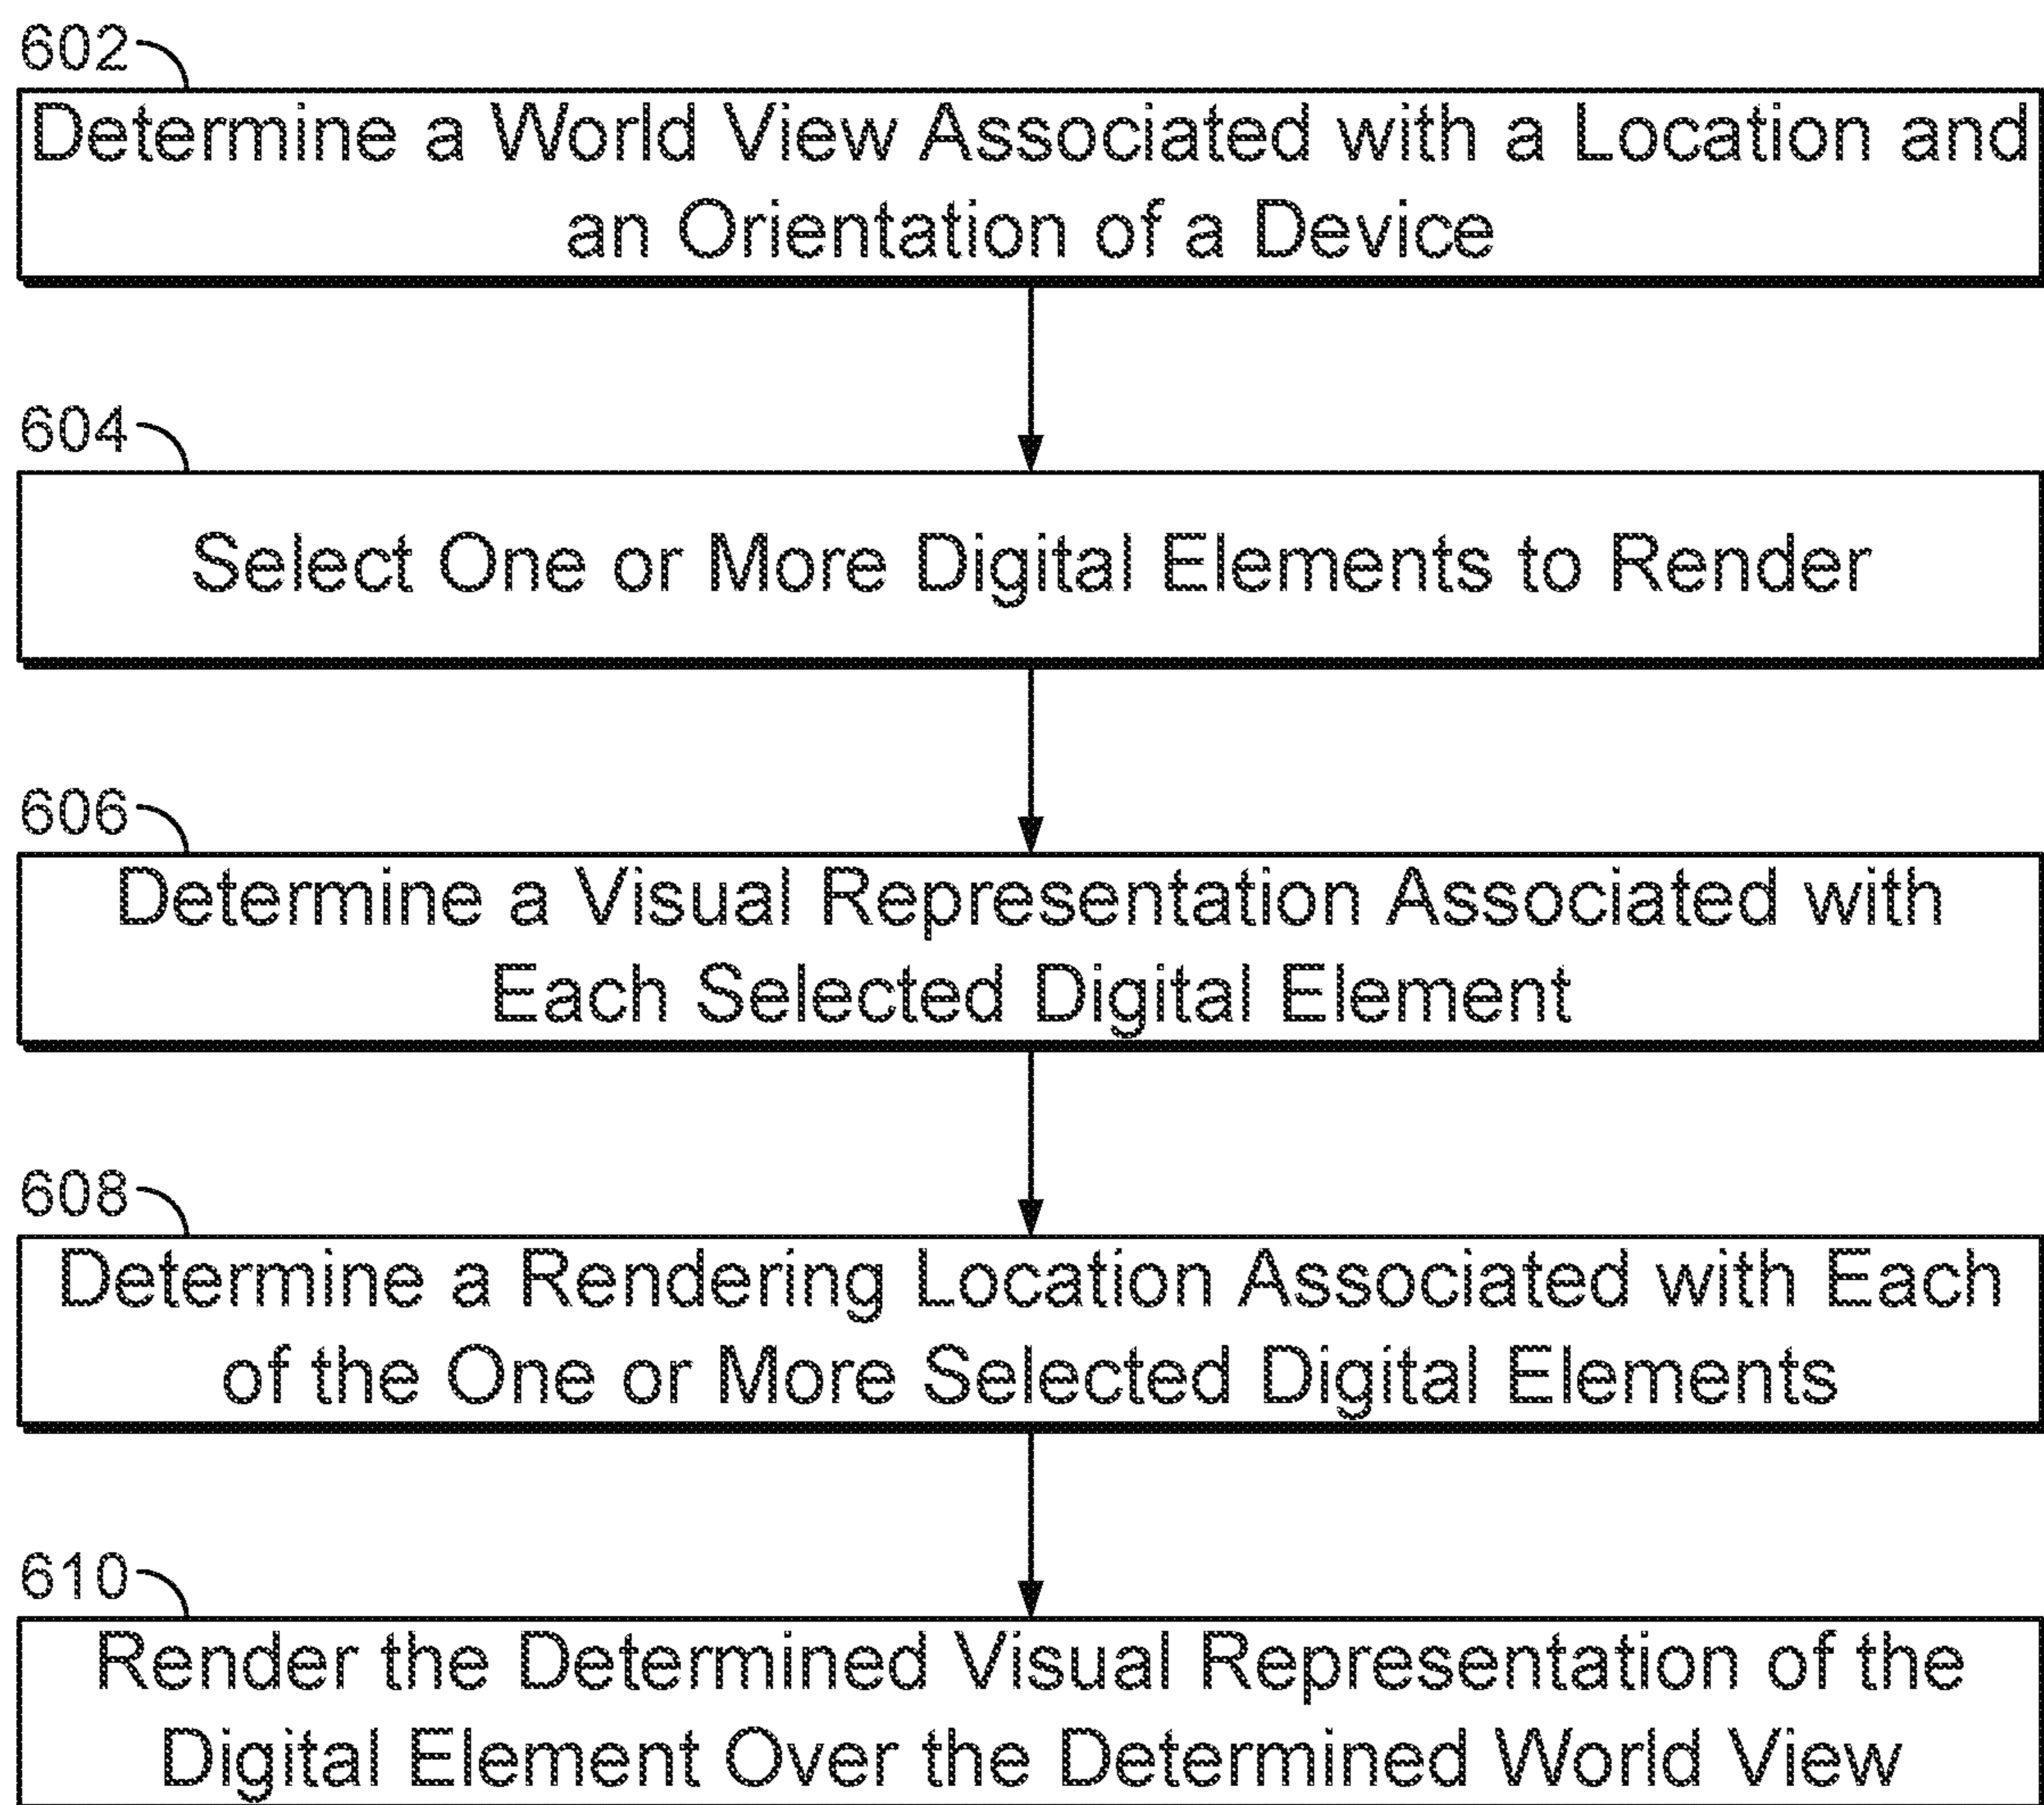 602
Determine a World View Associated with a Location and
an Orientation of a Device
604
Select One or More Digital Elements to Render
606
Determine a Visual Representation Associated with
Each Selected Digital Element
608
Determine a Rendering Location Associated with Each
of the One or More Selected Digital Elements
610
Render the Determined Visual Representation of the
Digital Element Over the Determined World View